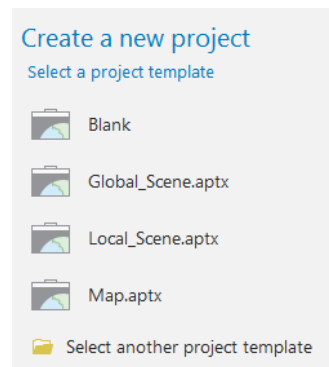 Create a new project
Select a project template
Blank
Global_Scene.aptx
Local_Scene.aptx
Map.aptx
Select another project template